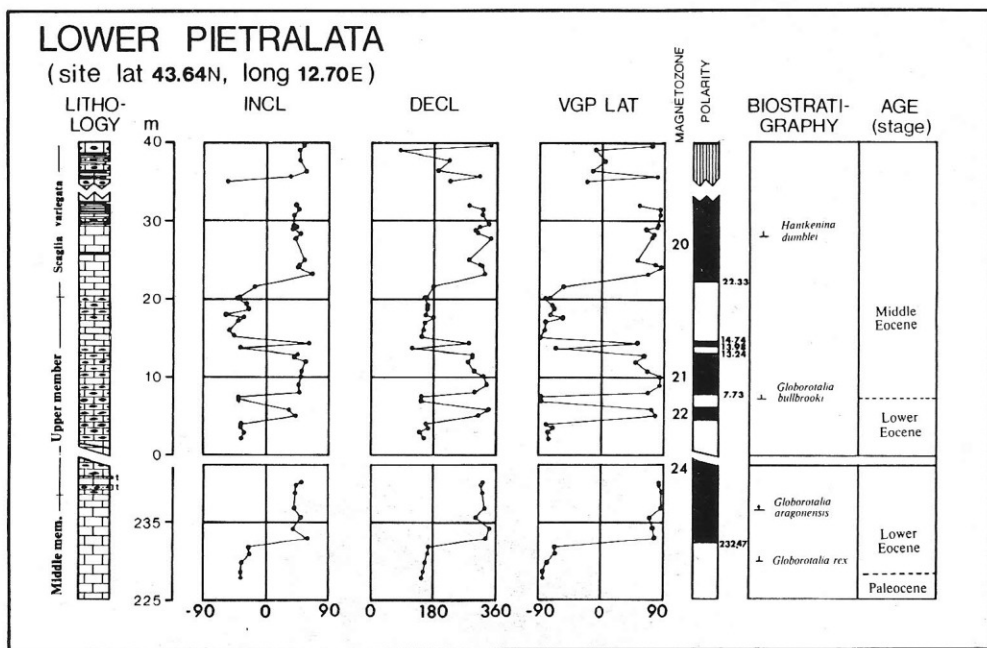 LOWER PIETRALATA
(site lat 43.64N, long 12.70E)
LITHO-
LOGY
m
INCL
DECL
VGP LAT
MAGNETOZONE
POLARITY
BIOSTRATI-
GRAPHY
AGE
(stage)
Scaglia variegata
Upper member
Middle mem.
40
30
20
10
0
235
225
t
t
-90 0 90
0 180 360
-90 0 90
20
21
22
24
22.33
14.74
13.98
13.24
7.73
232.47
Hantkenina
dumblei
Globorotalia
bullbrooki
Globorotalia
aragonensis
Globorotalia rex
Middle
Eocene
Lower
Eocene
Lower
Eocene
Paleocene